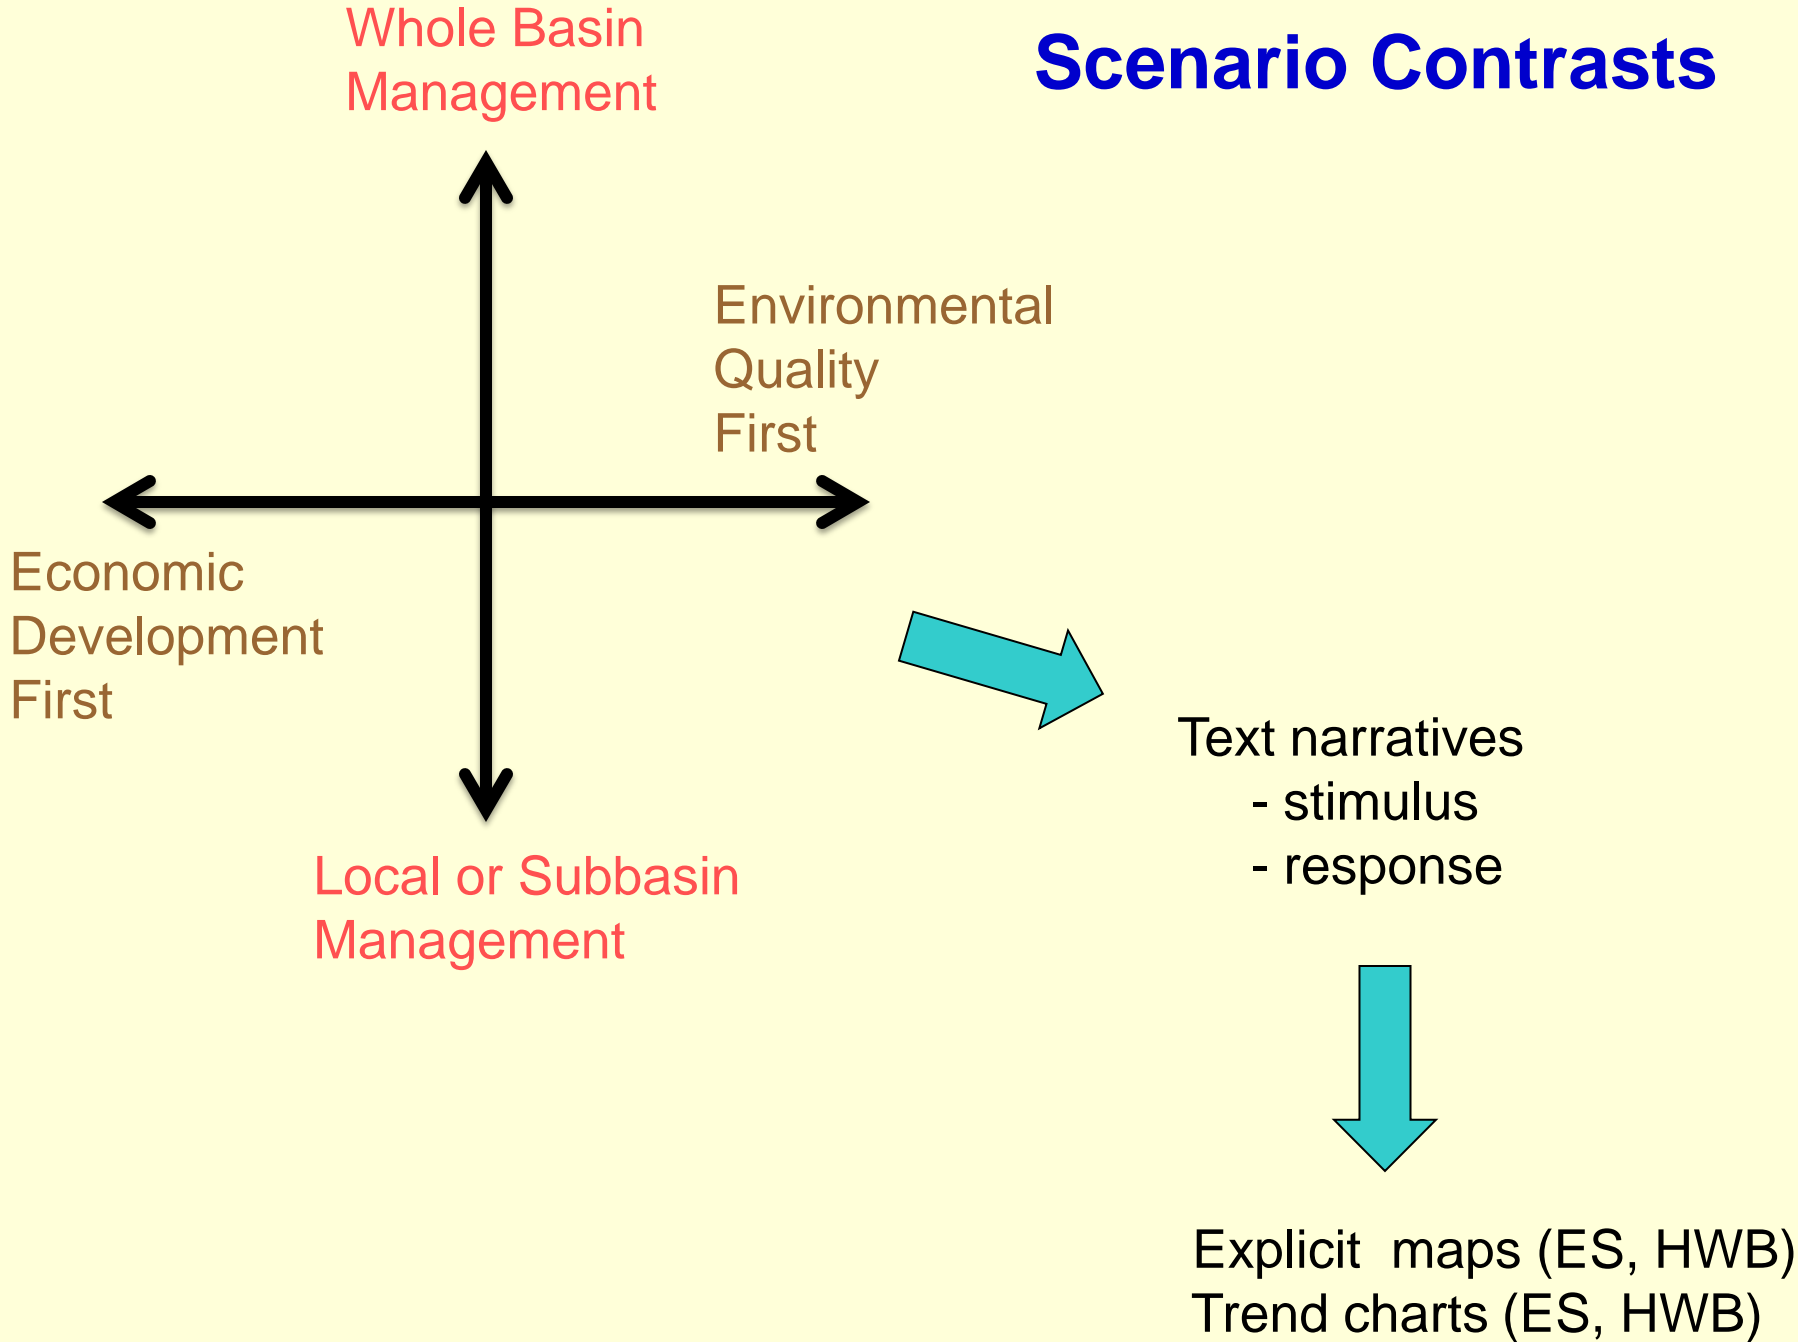 Scenario Contrasts
Whole Basin
Management
Environmental
Quality
First
Economic
Development
First
Local or Subbasin
Management
Text narratives
- stimulus
- response
Explicit  maps (ES, HWB)
Trend charts (ES, HWB)